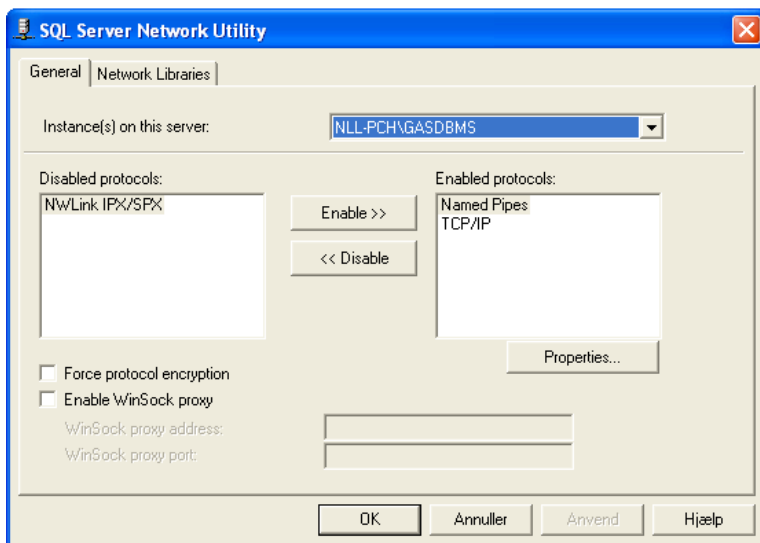 SQL Server Network Utility
General
Network Libraries
Instance(s) on this server:
NLL-PCH\GASDBMS
Disabled protocols:
Enabled protocols:
NWLink IPX/SPX
Enable >>
<< Disable
Named Pipes
TCP/IP
Properties...
Force protocol encryption
Enable WinSock proxy
WinSock proxy address:
WinSock proxy port:
OK
Annuller
Anvend
Hjælp